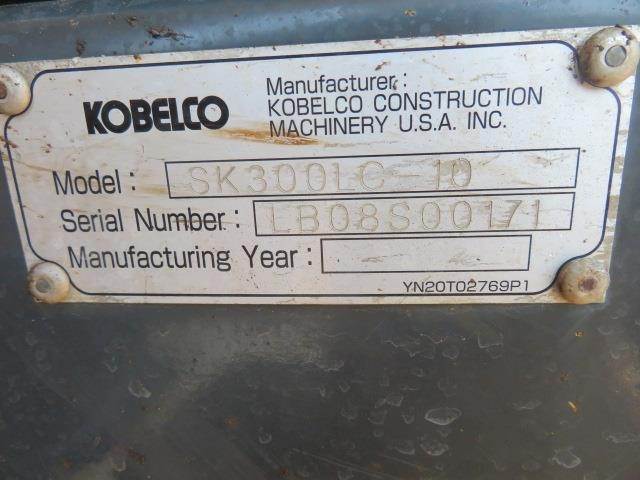 KOBELCO
Manufacturer:
KOBELCO CONSTRUCTION
MACHINERY U.S.A. INC.
Model: SK300LC-10
Serial Number: LB08S00171
Manufacturing Year:
YN20T02769P1